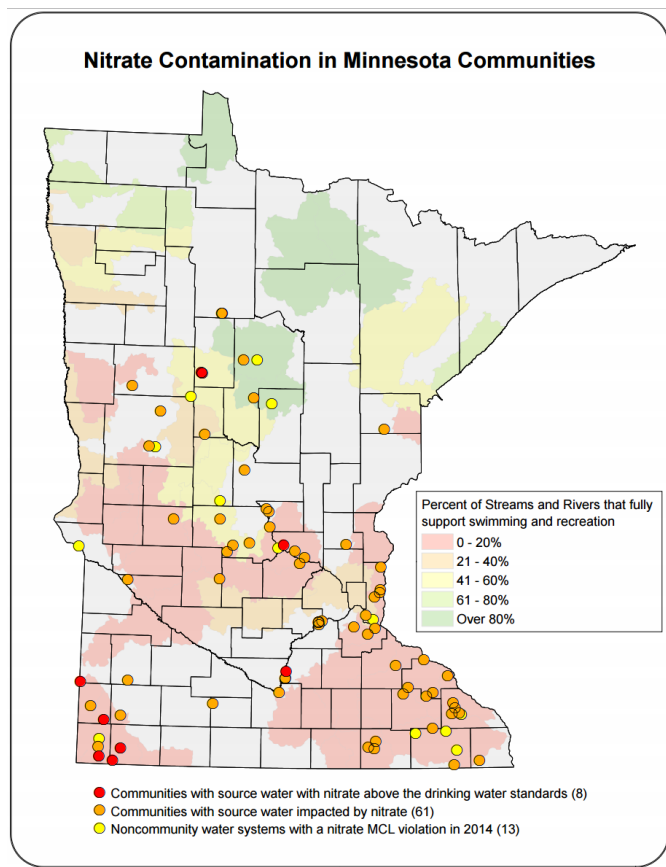 Nitrate Contamination in Minnesota Communities
Percent of Streams and Rivers that fully
support swimming and recreation
0 - 20%
21 - 40%
41 - 60%
61 - 80%
Over 80%
Communities with source water with nitrate above the drinking water standards (8)
Communities with source water impacted by nitrate (61)
Noncommunity water systems with a nitrate MCL violation in 2014 (13)